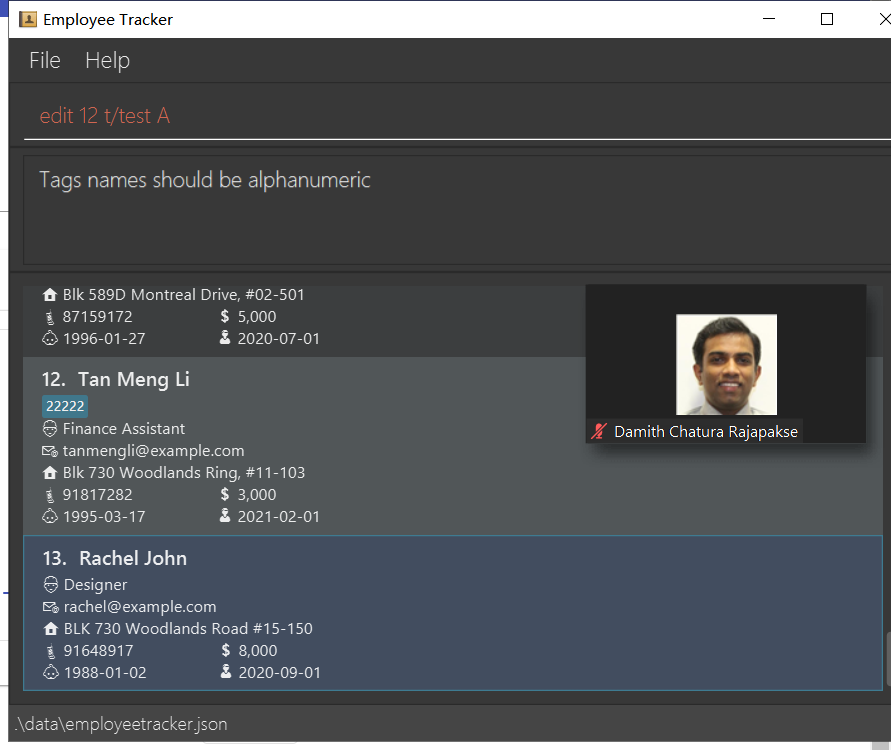 Employee Tracker
File Help
edit 12 t/test A
Tags names should be alphanumeric
Blk 589D Montreal Drive, #02-501
87159172 $ 5,000
1996-01-27 2020-07-01
12. Tan Meng Li
22222
Finance Assistant
tanmengli@example.com
Blk 730 Woodlands Ring, #11-103
91817282 $ 3,000
1995-03-17 2021-02-01
Damith Chatura Rajapakse
13. Rachel John
Designer
rachel@example.com
BLK 730 Woodlands Road #15-150
91648917 $ 8,000
1988-01-02 2020-09-01
.\data\employeetracker.json